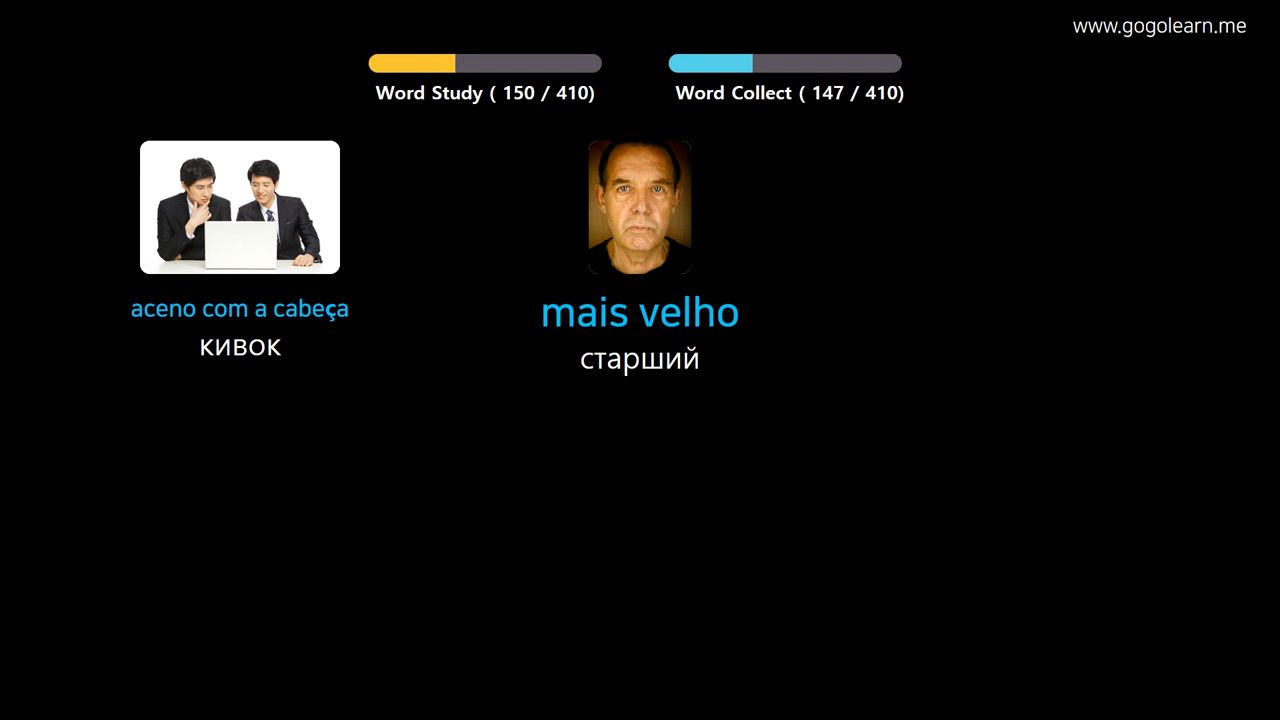 www.gogolearn.me
Word Study ( 150 / 410)
Word Collect ( 147 / 410)
aceno com a cabeça
кивок
mais velho
старший